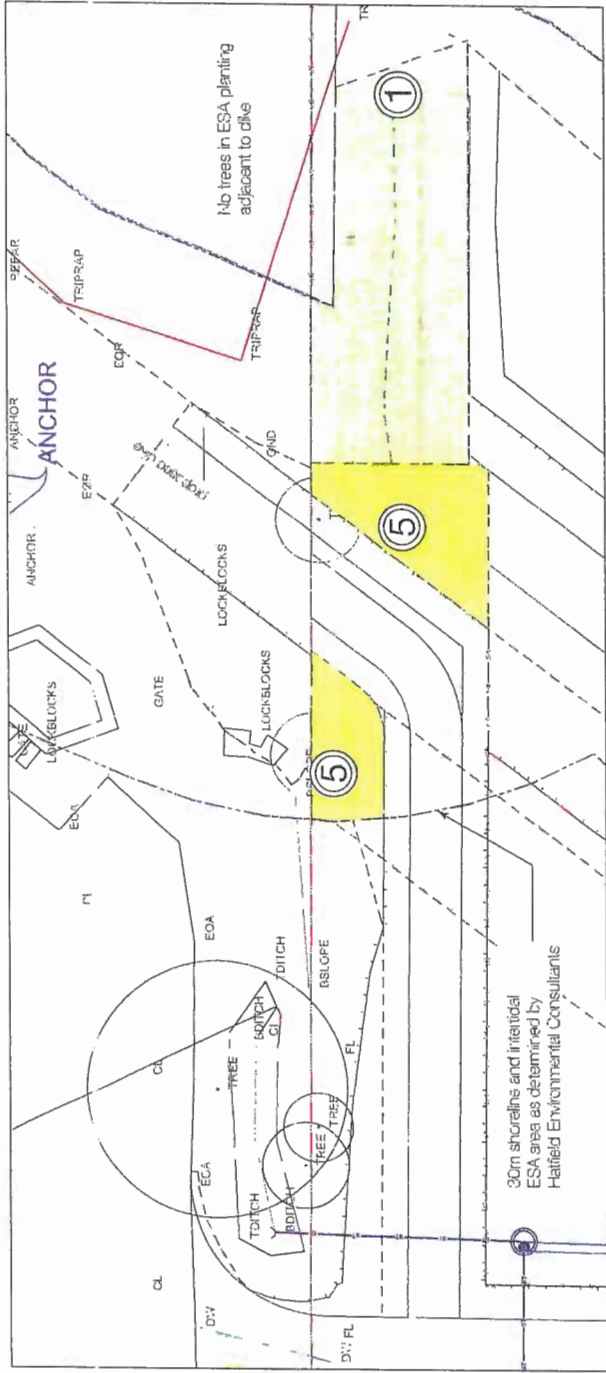 No trees in ESA planting
adjacent to dike
TRIPRAP
TRIPRAP
EOR
ANCHOR
ANCHOR
ANCHOR
GND
LOCKBLOCKS
LOCKBLOCKS
LOCKBLOCKS
GATE
GATE
1
5
5
EOA
EOA
EOA
CL
CL
TREE
TREE
TREE
TDITCH
TDITCH
BDITCH
BDITCH
BSLOPE
FL
FL
DW
DW
30m shoreline and intertidal
ESA area as determined by
Hatfield Environmental Consultants